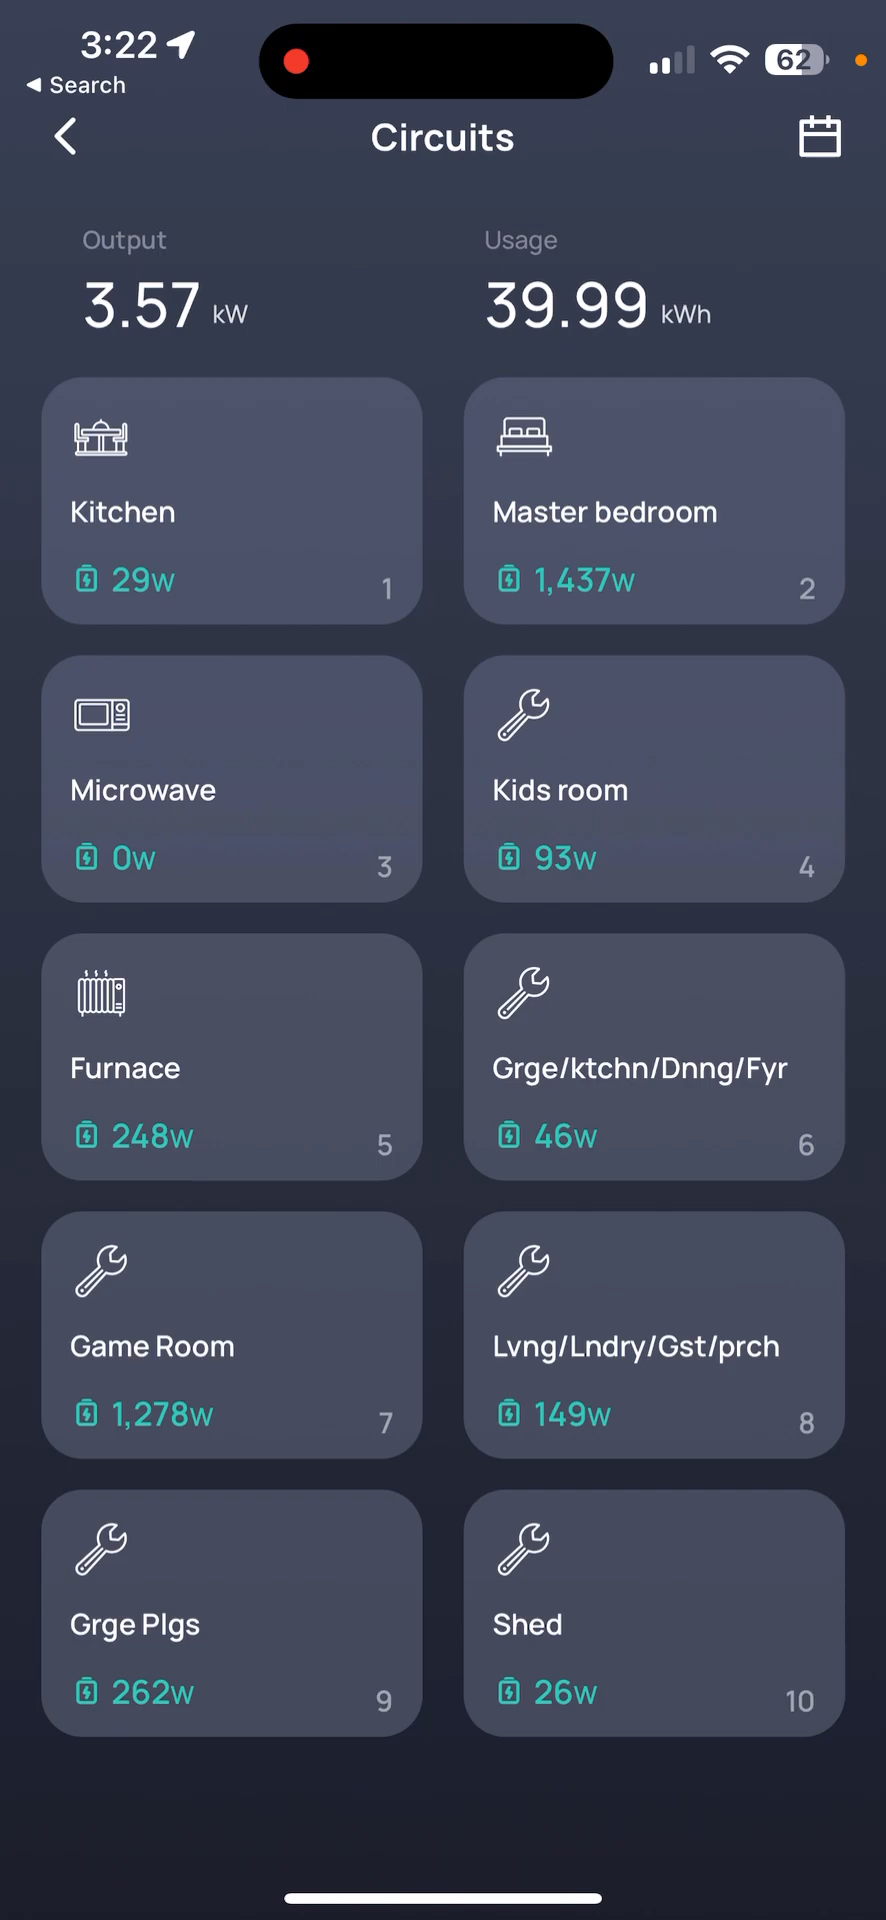 3:22
62
Search
Circuits
Output
Usage
3.57 kW
39.99 kWh
Kitchen
29W
1
Master bedroom
1,437W
2
Microwave
0W
3
Kids room
93W
4
Furnace
248W
5
Grge/ktchn/Dnng/Fyr
46W
6
Game Room
1,278W
7
Lvng/Lndry/Gst/prch
149W
8
Grge Plgs
262W
9
Shed
26W
10